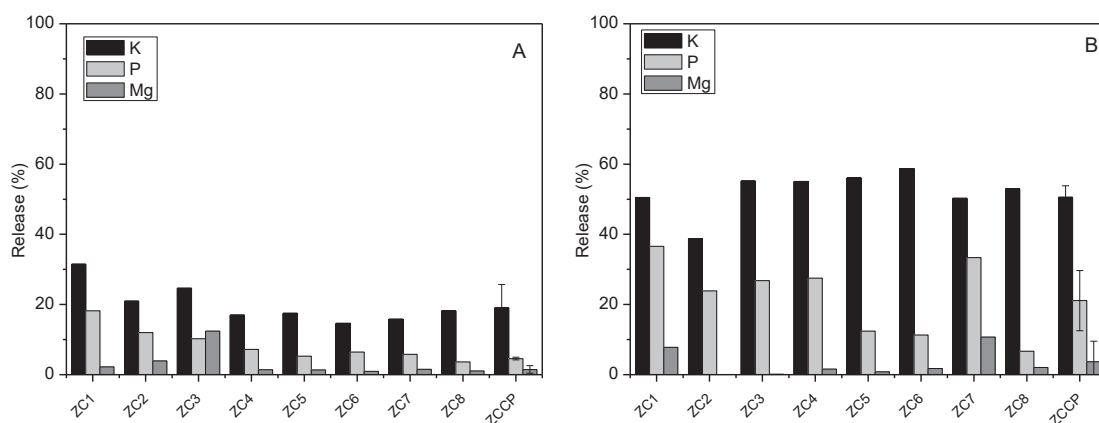 100
80
60
40
20
0
Release (%)
K
P
Mg
A
ZC1
ZC2
ZC3
ZC4
ZC5
ZC6
ZC7
ZC8
ZCCP
100
80
60
40
20
0
Release (%)
K
P
Mg
B
ZC1
ZC2
ZC3
ZC4
ZC5
ZC6
ZC7
ZC8
ZCCP